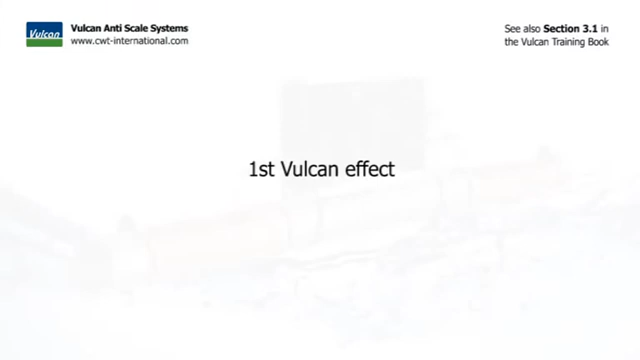 Vulcan
Vulcan Anti Scale Systems
www.cwt-international.com
See also Section 3.1 in
the Vulcan Training Book
1st Vulcan effect